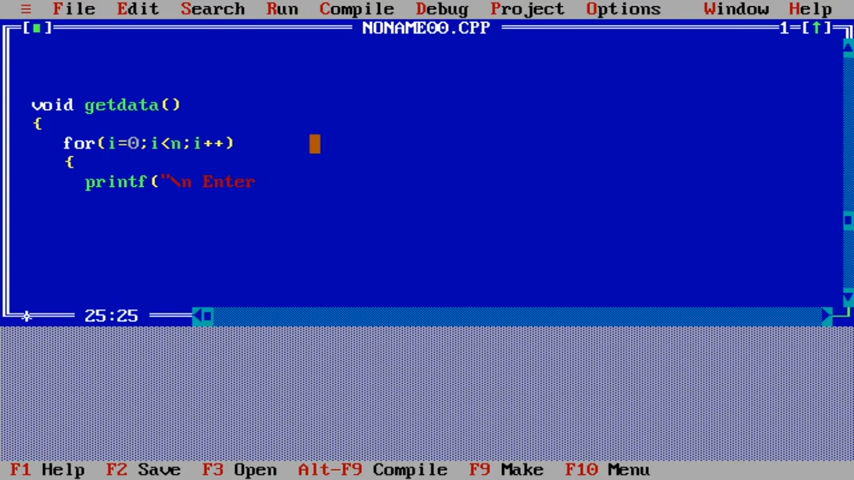 ≡ File Edit Search Run Compile Debug Project Options Window Help
[■] NONAME00.CPP 1=[↑]
void getdata()
{
for(i=0;i<n;i++)
{
printf("\n Enter
25:25
F1 Help F2 Save F3 Open Alt-F9 Compile F9 Make F10 Menu